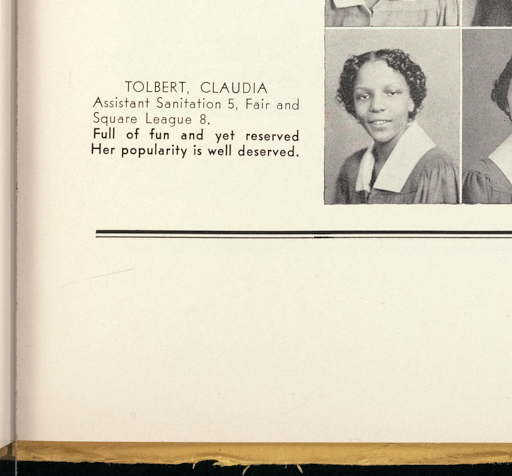 TOLBERT, CLAUDIA
Assistant Sanitation 5, Fair and
Square League 8.
Full of fun and yet reserved
Her popularity is well deserved.